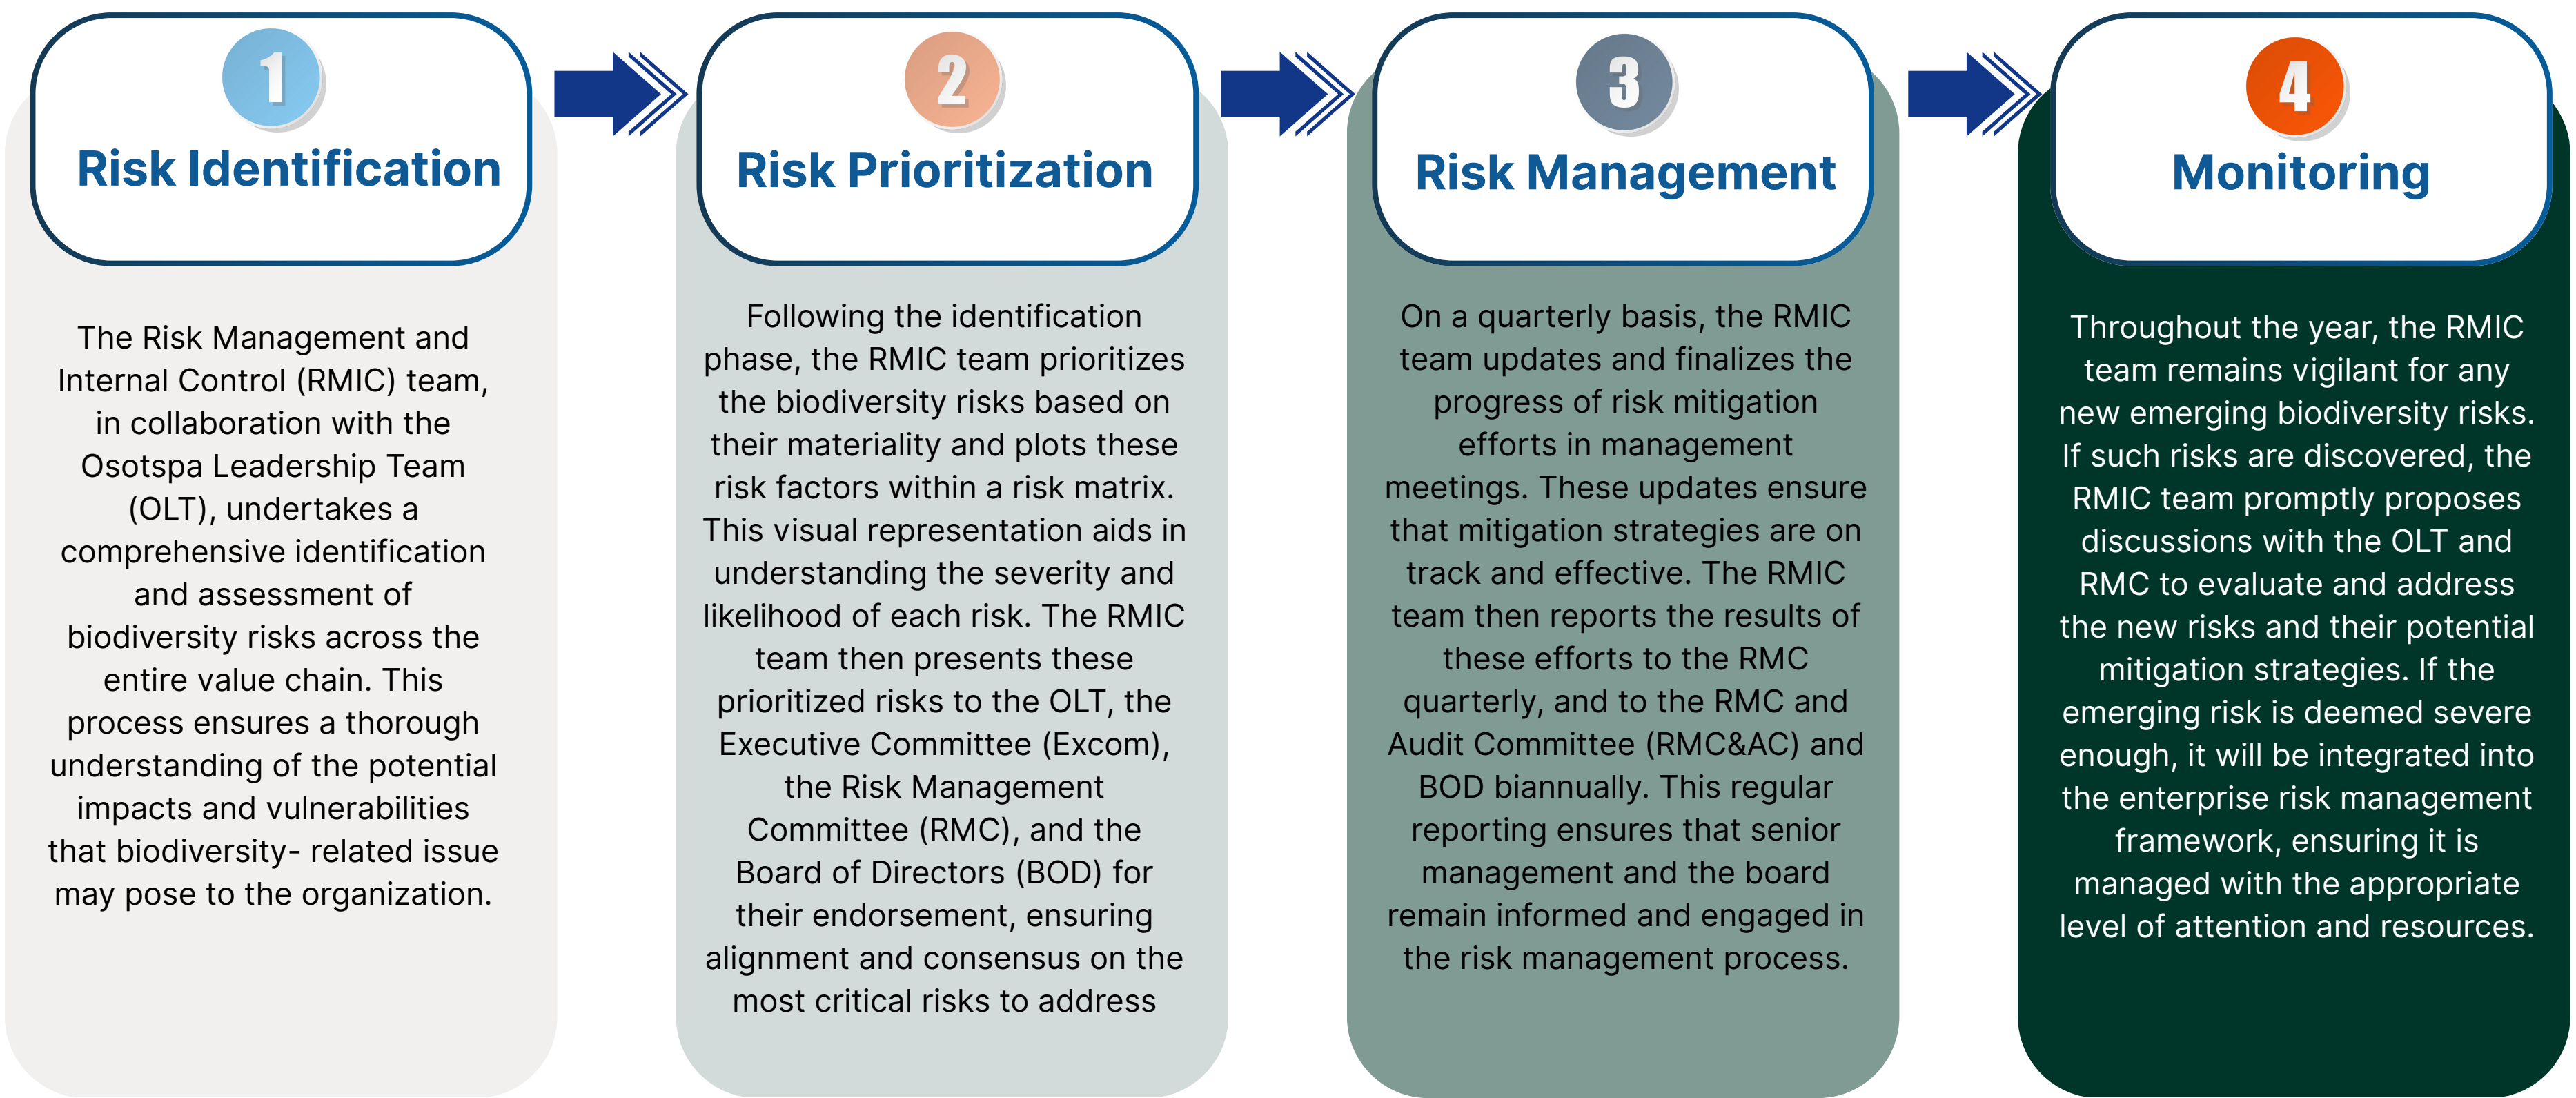 1
Risk Identification
The Risk Management and
Internal Control (RMIC) team,
in collaboration with the
Osotspa Leadership Team
(OLT), undertakes a
comprehensive identification
and assessment of
biodiversity risks across the
entire value chain. This
process ensures a thorough
understanding of the potential
impacts and vulnerabilities
that biodiversity- related issue
may pose to the organization.
2
Risk Prioritization
Following the identification
phase, the RMIC team prioritizes
the biodiversity risks based on
their materiality and plots these
risk factors within a risk matrix.
This visual representation aids in
understanding the severity and
likelihood of each risk. The RMIC
team then presents these
prioritized risks to the OLT, the
Executive Committee (Excom),
the Risk Management
Committee (RMC), and the
Board of Directors (BOD) for
their endorsement, ensuring
alignment and consensus on the
most critical risks to address
3
Risk Management
On a quarterly basis, the RMIC
team updates and finalizes the
progress of risk mitigation
efforts in management
meetings. These updates ensure
that mitigation strategies are on
track and effective. The RMIC
team then reports the results of
these efforts to the RMC
quarterly, and to the RMC and
Audit Committee (RMC&AC) and
BOD biannually. This regular
reporting ensures that senior
management and the board
remain informed and engaged in
the risk management process.
4
Monitoring
Throughout the year, the RMIC
team remains vigilant for any
new emerging biodiversity risks.
If such risks are discovered, the
RMIC team promptly proposes
discussions with the OLT and
RMC to evaluate and address
the new risks and their potential
mitigation strategies. If the
emerging risk is deemed severe
enough, it will be integrated into
the enterprise risk management
framework, ensuring it is
managed with the appropriate
level of attention and resources.